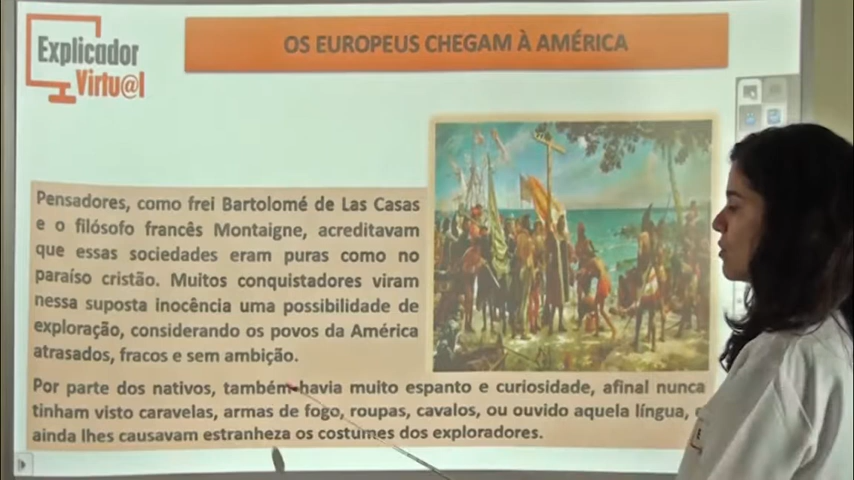 Explicador
Virtu@l
OS EUROPEUS CHEGAM À AMÉRICA
Pensadores, como frei Bartolomé de Las Casas
e o filósofo francês Montaigne, acreditavam
que essas sociedades eram puras como no
paraíso cristão. Muitos conquistadores viram
nessa suposta inocência uma possibilidade de
exploração, considerando os povos da América
atrasados, fracos e sem ambição.
Por parte dos nativos, também havia muito espanto e curiosidade, afinal nunca
tinham visto caravelas, armas de fogo, roupas, cavalos, ou ouvido aquela língua, e
ainda lhes causavam estranheza os costumes dos exploradores.